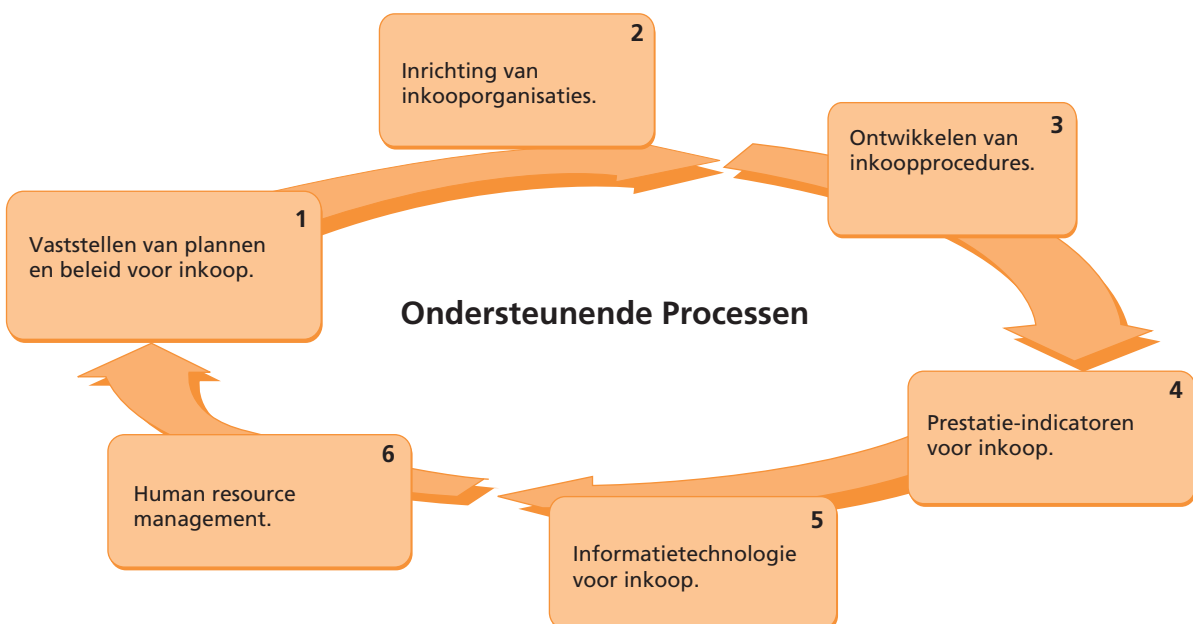 1
Vaststellen van plannen
en beleid voor inkoop.
2
Inrichting van
inkooporganisaties.
3
Ontwikkelen van
inkoopprocedures.
Ondersteunende Processen
4
Prestatie-indicatoren
voor inkoop.
5
Informatietechnologie
voor inkoop.
6
Human resource
management.